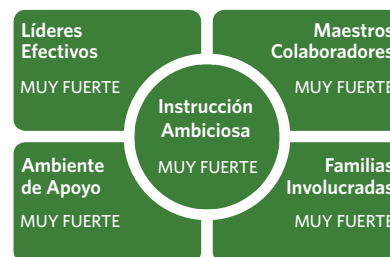 Líderes
Efectivos
MUY FUERTE
Maestros
Colaboradores
MUY FUERTE
Instrucción
Ambiciosa
MUY FUERTE
Ambiente
de Apoyo
MUY FUERTE
Familias
Involucradas
MUY FUERTE